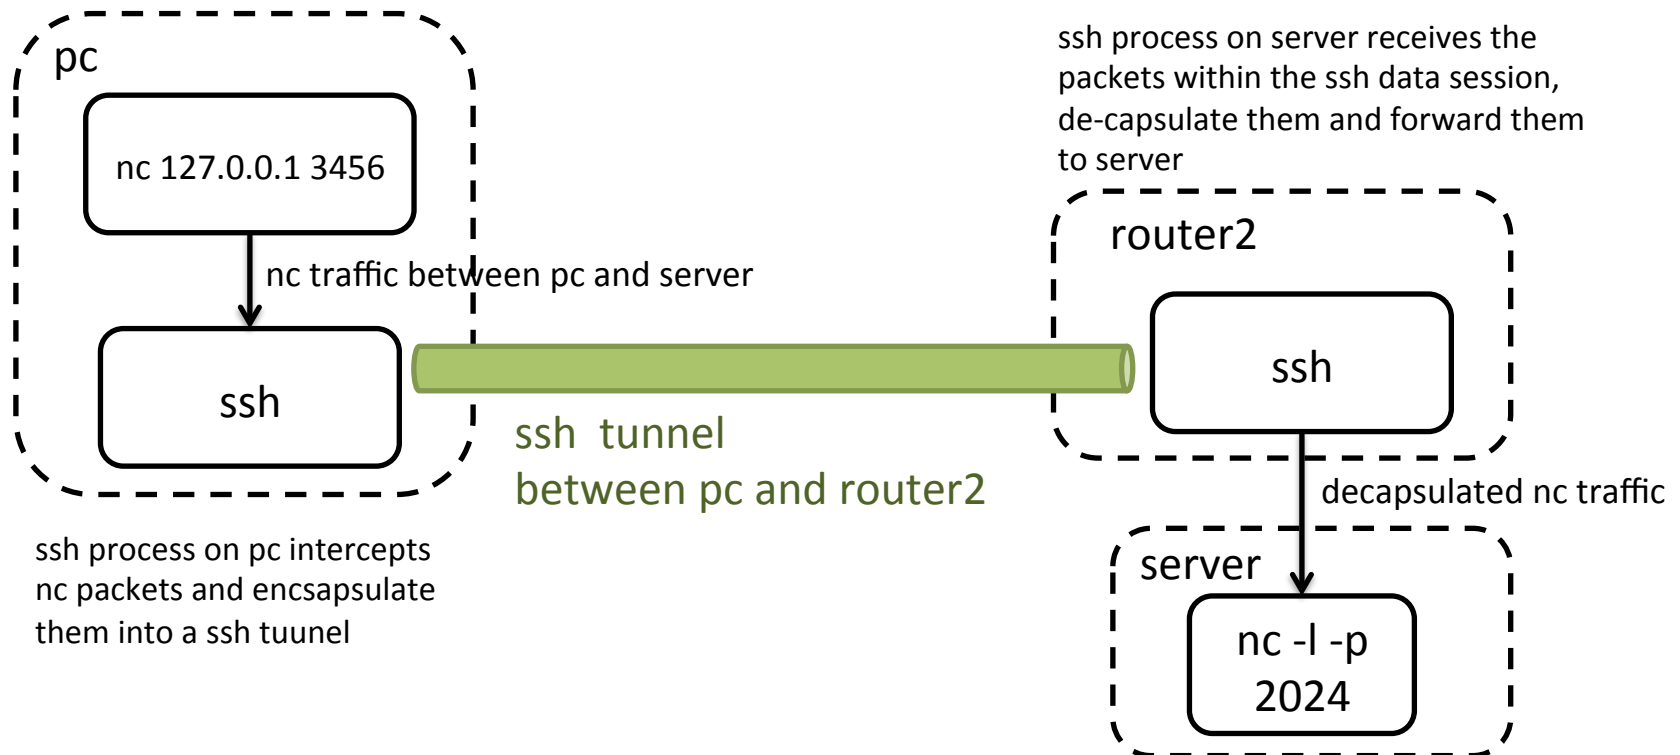 pc
nc 127.0.0.1 3456
nc traffic between pc and server
ssh
ssh process on pc intercepts
nc packets and encsapsulate
them into a ssh tuunel
ssh tunnel
between pc and router2
ssh process on server receives the
packets within the ssh data session,
de-capsulate them and forward them
to server
router2
ssh
decapsulated nc traffic
server
nc -l -p
2024